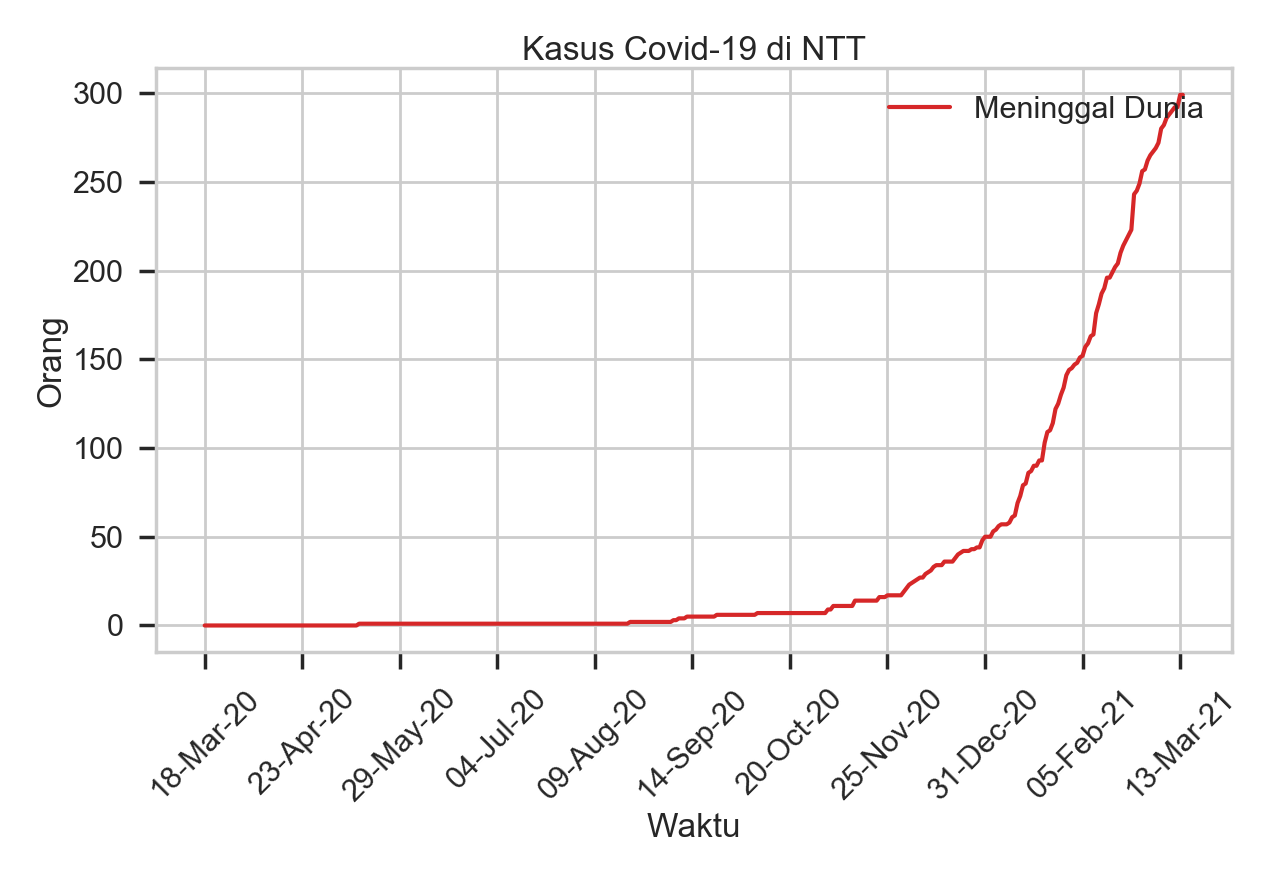 Kasus Covid-19 di NTT
Meninggal Dunia
300
250
200
150
100
50
0
Orang
18-Mar-20
23-Apr-20
29-May-20
04-Jul-20
09-Aug-20
14-Sep-20
20-Oct-20
25-Nov-20
31-Dec-20
05-Feb-21
13-Mar-21
Waktu